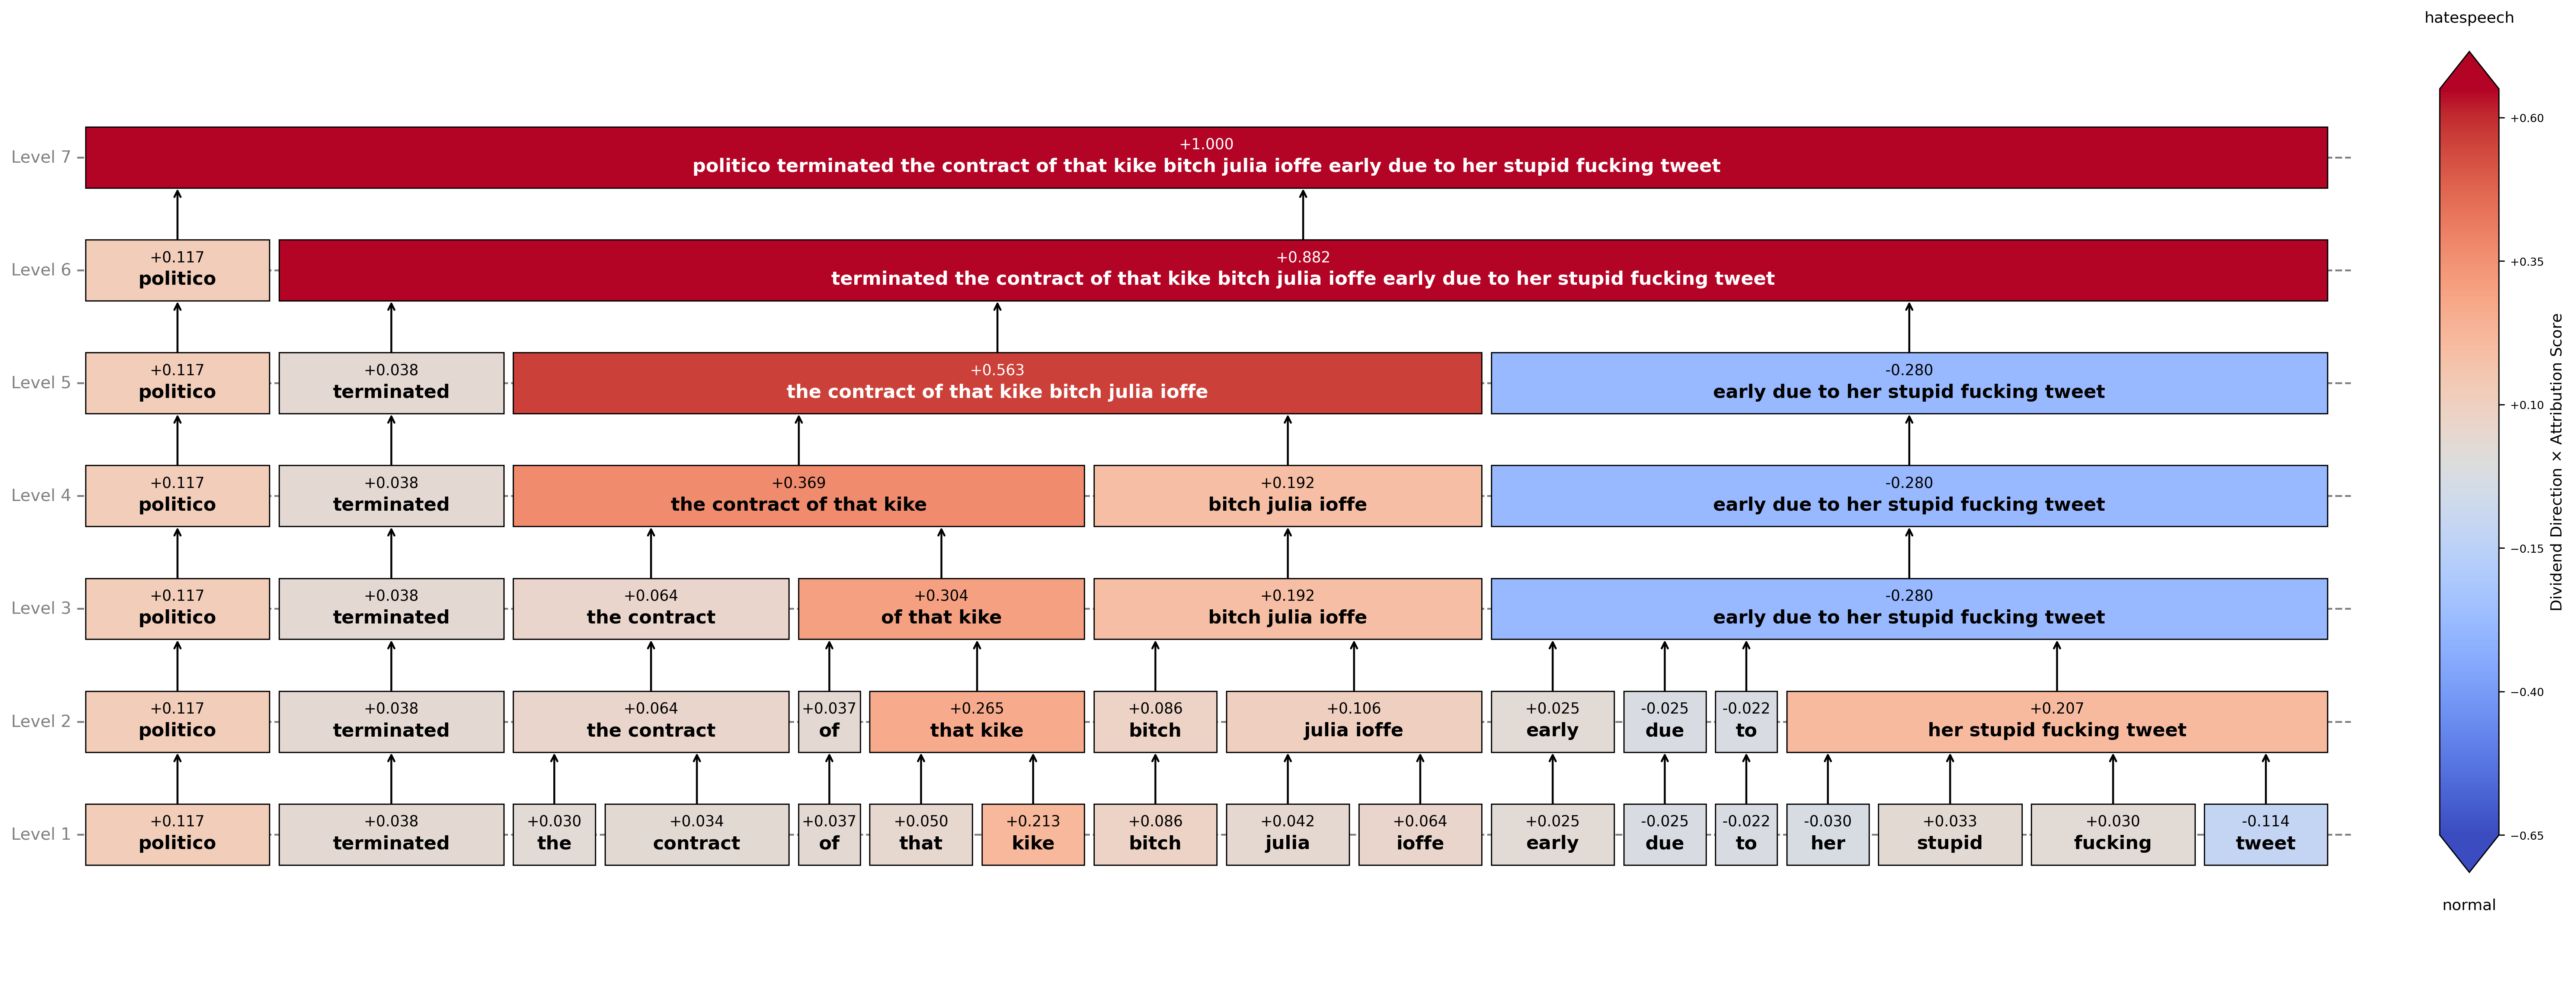 hatespeech
Level 7
+1.000
politico terminated the contract of that kike bitch julia ioffe early due to her stupid fucking tweet
Level 6
+0.117
politico
+0.882
terminated the contract of that kike bitch julia ioffe early due to her stupid fucking tweet
Level 5
+0.117
politico
+0.038
terminated
+0.563
the contract of that kike bitch julia ioffe
-0.280
early due to her stupid fucking tweet
Level 4
+0.117
politico
+0.038
terminated
+0.369
the contract of that kike
+0.192
bitch julia ioffe
-0.280
early due to her stupid fucking tweet
Level 3
+0.117
politico
+0.038
terminated
+0.064
the contract
+0.304
of that kike
+0.192
bitch julia ioffe
-0.280
early due to her stupid fucking tweet
Level 2
+0.117
politico
+0.038
terminated
+0.064
the contract
+0.037
of
+0.265
that kike
+0.086
bitch
+0.106
julia ioffe
+0.025
early
-0.025
due
-0.022
to
+0.207
her stupid fucking tweet
Level 1
+0.117
politico
+0.038
terminated
+0.030
the
+0.034
contract
+0.037
of
+0.050
that
+0.213
kike
+0.086
bitch
+0.042
julia
+0.064
ioffe
+0.025
early
-0.025
due
-0.022
to
-0.030
her
+0.033
stupid
+0.030
fucking
-0.114
tweet
+0.60
+0.35
+0.10
−0.15
−0.40
−0.65
Dividend Direction × Attribution Score
normal